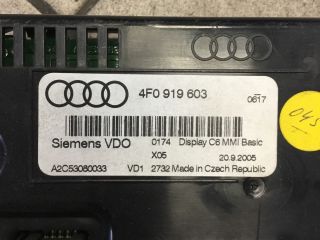 4F0 919 603
0617
Siemens VDO 0174 Display C6 MMI Basic
X05 20.9.2005
A2C53080033 VD1 2732 Made in Czech Republic
045